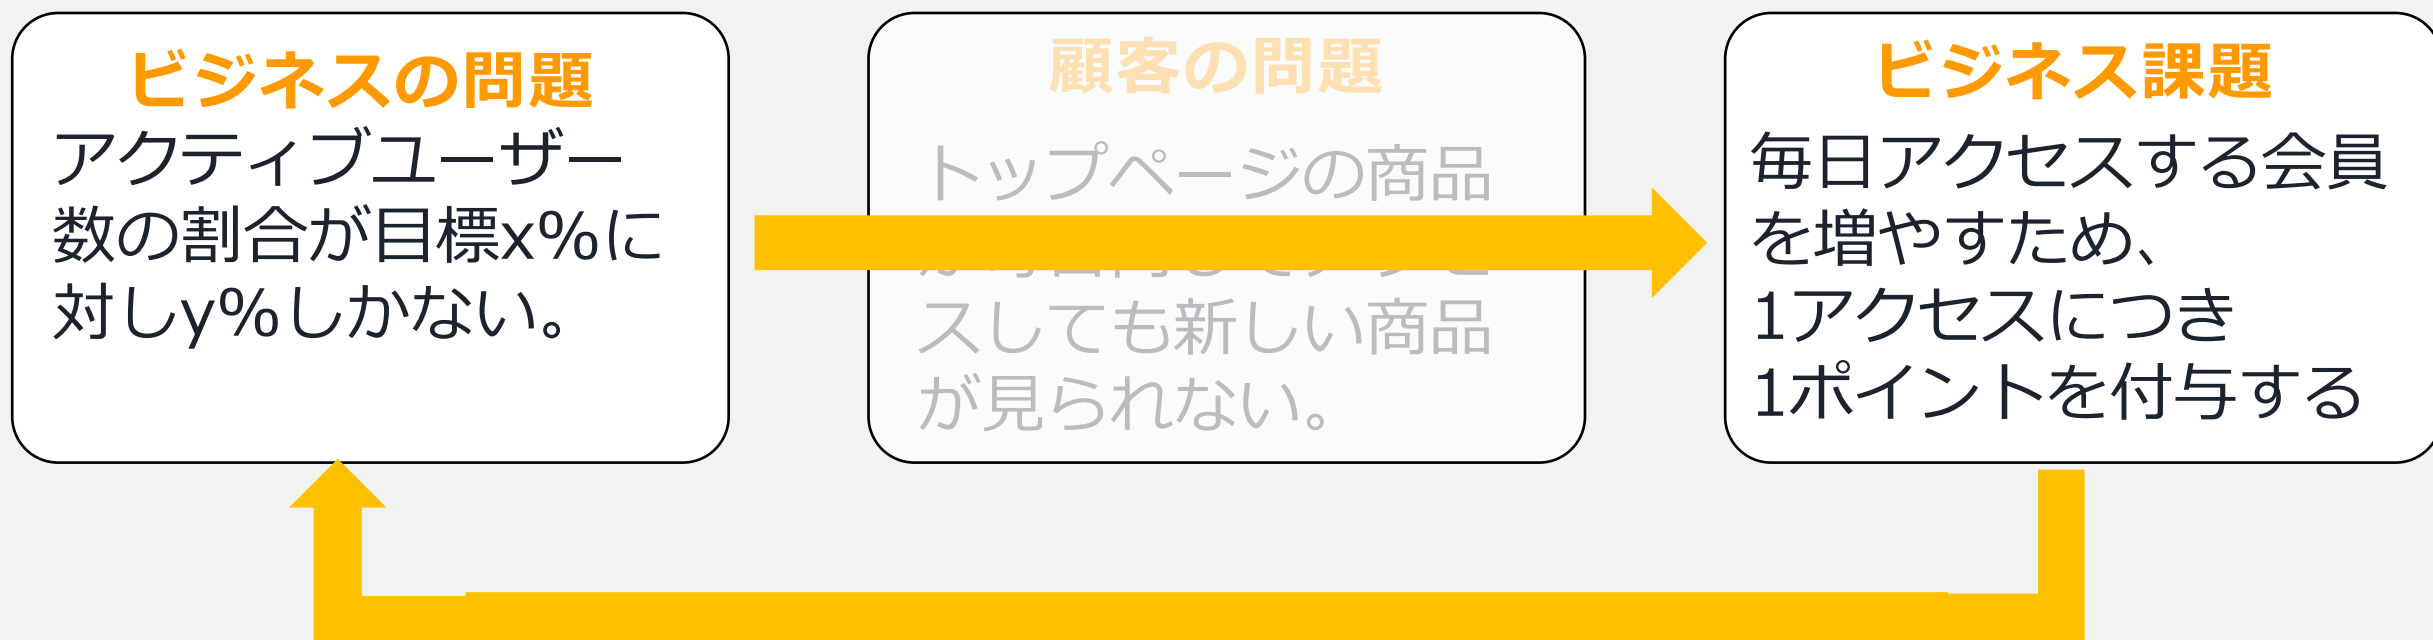 ビジネスの問題
アクティブユーザー
数の割合が目標x%に
対しy%しかない。
顧客の問題
トップページの商品
スしても新しい商品
が見られない。
ビジネス課題
毎日アクセスする会員
を増やすため、
1アクセスにつき
1ポイントを付与する